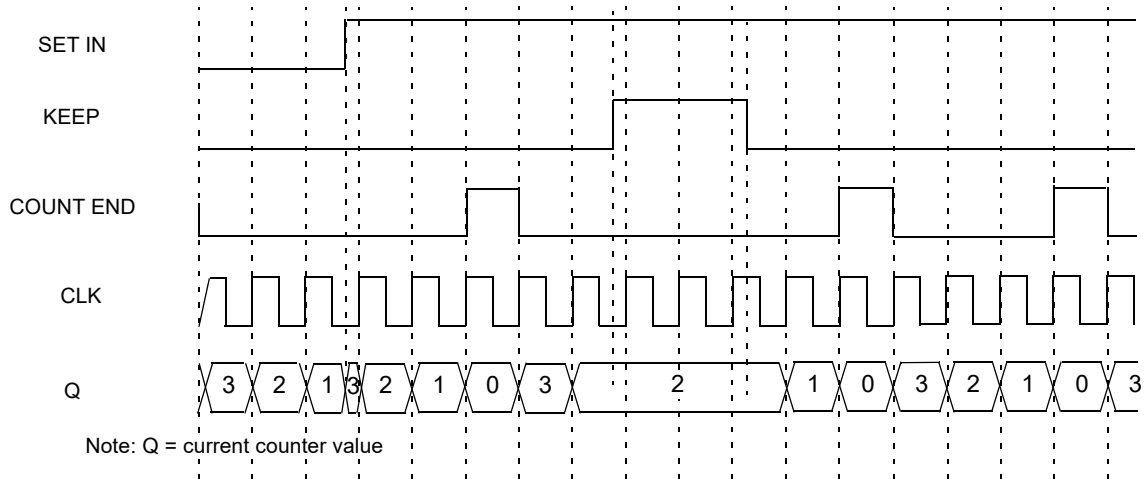 SET IN
KEEP
COUNT END
CLK
Q 3 2 1 3 2 1 0 3 2 1 0 3 2 1 0 3
Note: Q = current counter value